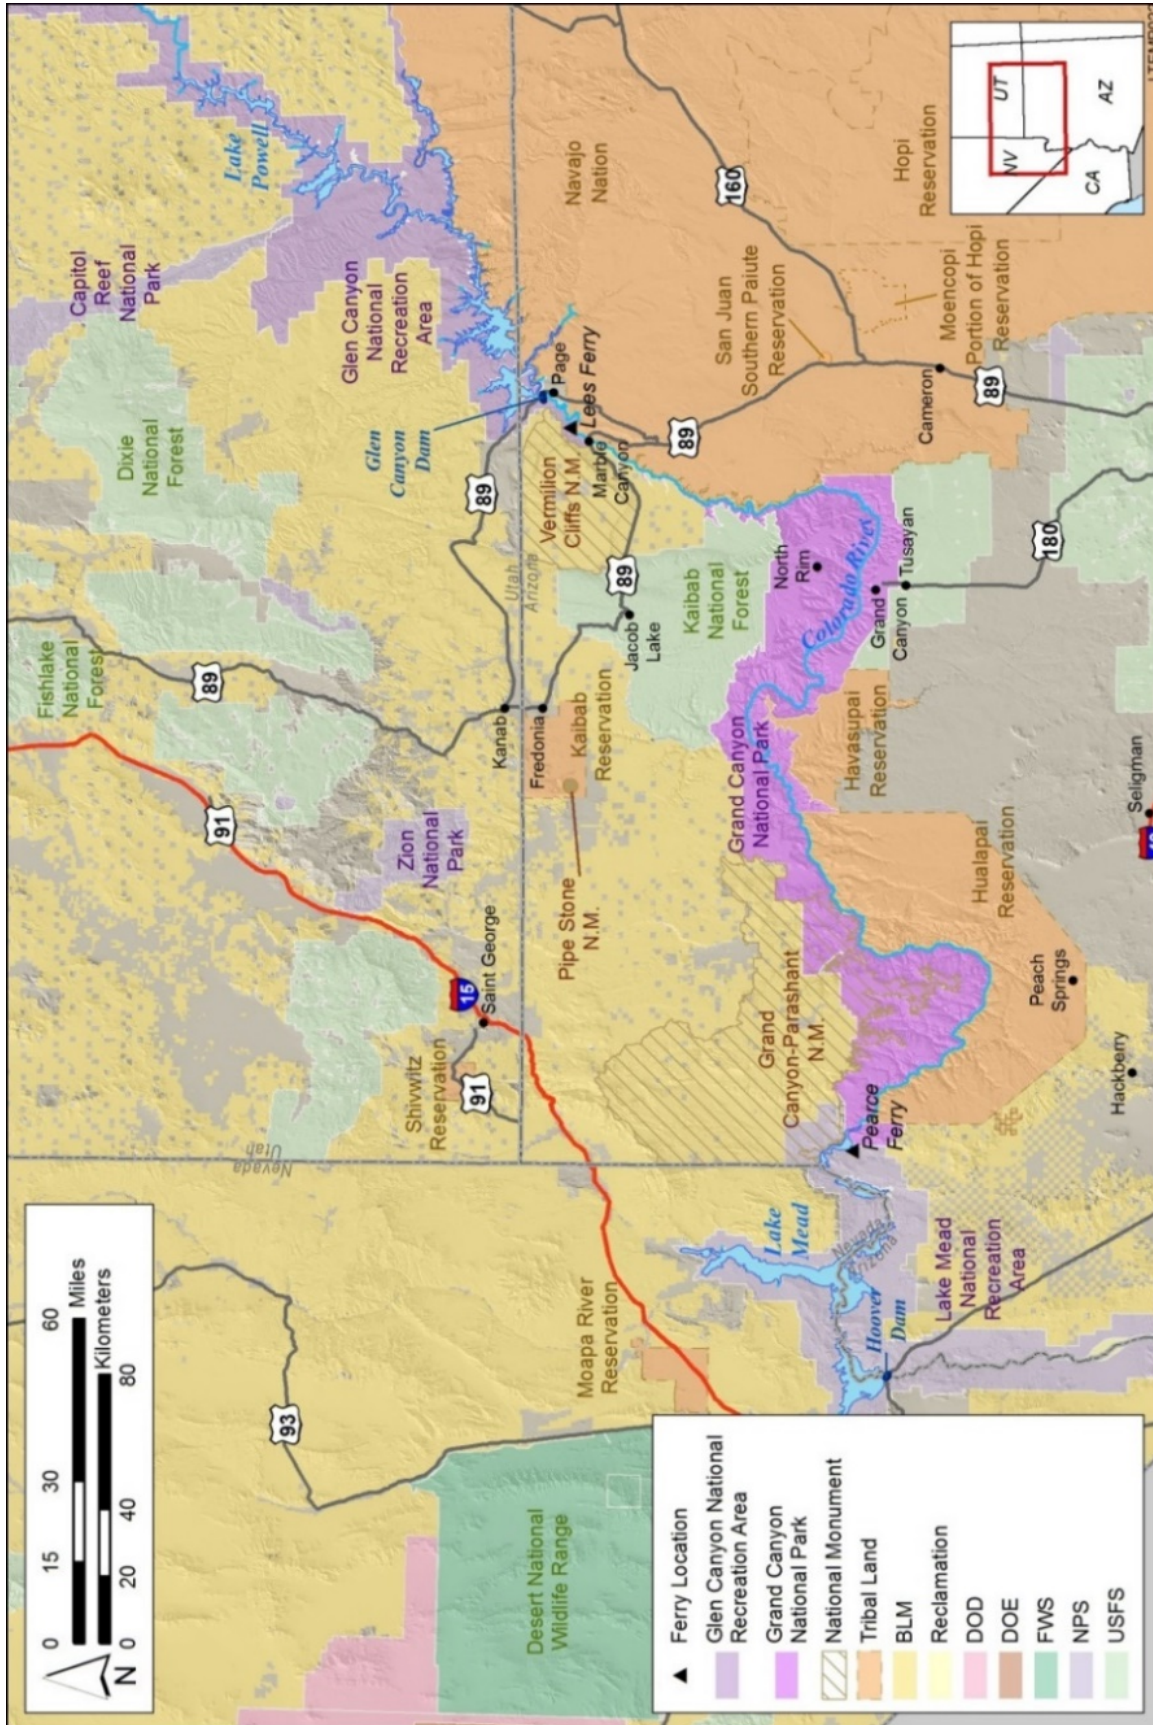 0 15 30 60
Miles
Kilometers
0 20 40 80
N
Fishlake
National
Forest
Dixie
National
Forest
Capitol
Reef
National
Park
Lake
Powell
Glen Canyon
National
Recreation
Area
Zion
National
Park
Glen
Canyon
Dam
93
91
89
89
15
91
Nevada
Utah
Shivwitz
Reservation
Saint George
Kanab
Utah
Arizona
Fredonia
Page
Lees Ferry
Marble
Canyon
Vermilion
Cliffs N.M.
Navajo
Nation
Desert National
Wildlife Range
Moapa River
Reservation
Pipe Stone
N.M.
Kaibab
Reservation
89
Jacob
Lake
Kaibab
National
Forest
89
160
San Juan
Southern Paiute
Reservation
Hopi
Reservation
Moencopi
Portion of Hopi
Reservation
Cameron
89
Lake
Mead
Nevada
Arizona
Hoover
Dam
Lake Mead
National
Recreation
Area
Grand
Canyon-Parashant
N.M.
Pearce
Ferry
Grand Canyon
National Park
North
Rim
Colorado River
Grand
Canyon
Tusayan
Havasupai
Reservation
Hualapai
Reservation
Peach
Springs
Hackberry
Seligman
180
Ferry Location
Glen Canyon National
Recreation Area
Grand Canyon
National Park
National Monument
Tribal Land
BLM
Reclamation
DOD
DOE
FWS
NPS
USFS
NV
UT
CA
AZ